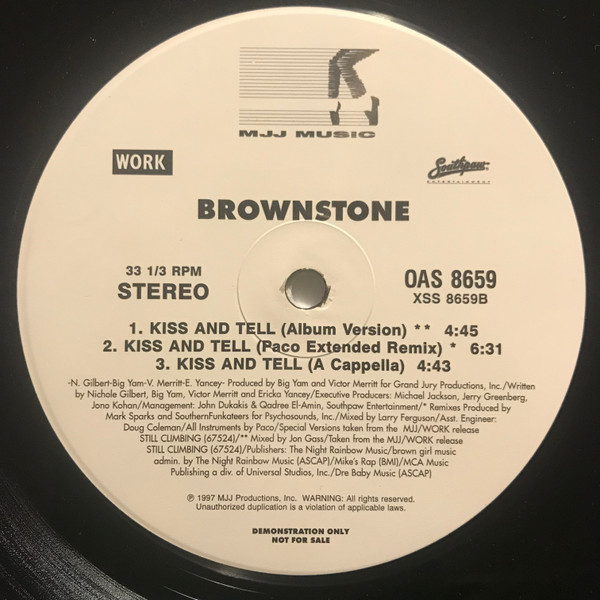 MJJ MUSIC
WORK
Southpaw
ENTERTAINMENT
BROWNSTONE
33 1/3 RPM
STEREO
OAS 8659
XSS 8659B
1. KISS AND TELL (Album Version) ** 4:45
2. KISS AND TELL (Paco Extended Remix) * 6:31
3. KISS AND TELL (A Cappella) 4:43
-N. Gilbert-Big Yam-V. Merritt-E. Yancey- Produced by Big Yam and Victor Merritt for Grand Jury Productions, Inc./Written
by Nichole Gilbert, Big Yam, Victor Merritt and Ericka Yancey/Executive Producers: Michael Jackson, Jerry Greenberg,
Jono Kohan/Management: John Dukakis & Qadree El-Amin, Southpaw Entertainment/* Remixes Produced by
Mark Sparks and SouthernFunkateers for Psychosounds, Inc./Mixed by Larry Ferguson/Asst. Engineer:
Doug Coleman/All Instruments by Paco/Special Versions taken from the MJJ/WORK release
STILL CLIMBING (67524)/** Mixed by Jon Gass/Taken from the MJJ/WORK release
STILL CLIMBING (67524)/Publishers: The Night Rainbow Music/brown girl music
admin. by The Night Rainbow Music (ASCAP)/Mike's Rap (BMI)/MCA Music
Publishing a div. of Universal Studios, Inc./Dre Baby Music (ASCAP)
℗ 1997 MJJ Productions, Inc. WARNING: All rights reserved.
Unauthorized duplication is a violation of applicable laws.
DEMONSTRATION ONLY
NOT FOR SALE